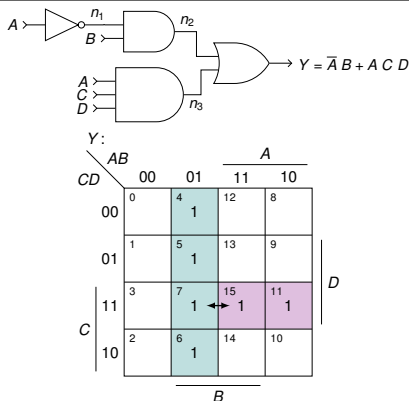 A n₁ n₂
B
Y = A̅ B + A C D
A
C
D n₃
Y :
AB A
CD 00 01 11 10
00 0 4 1 12 8
01 1 5 1 13 9
D
11 3 7 1 15 1 11 1
C
10 2 6 1 14 10
B